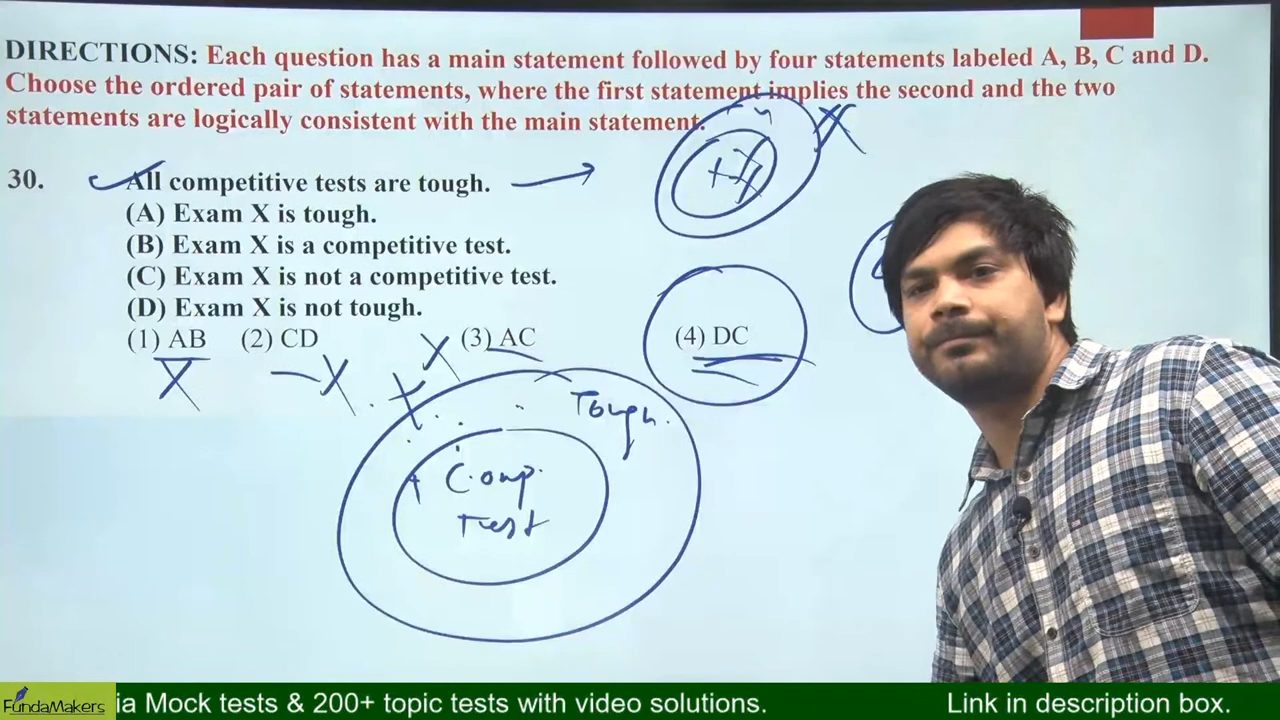 DIRECTIONS: Each question has a main statement followed by four statements labeled A, B, C and D.
Choose the ordered pair of statements, where the first statement implies the second and the two
statements are logically consistent with the main statement.
30. All competitive tests are tough.
(A) Exam X is tough.
(B) Exam X is a competitive test.
(C) Exam X is not a competitive test.
(D) Exam X is not tough.
(1) AB (2) CD (3) AC (4) DC
Tough.
Comp.
Test
FundaMakers
ia Mock tests & 200+ topic tests with video solutions. Link in description box.